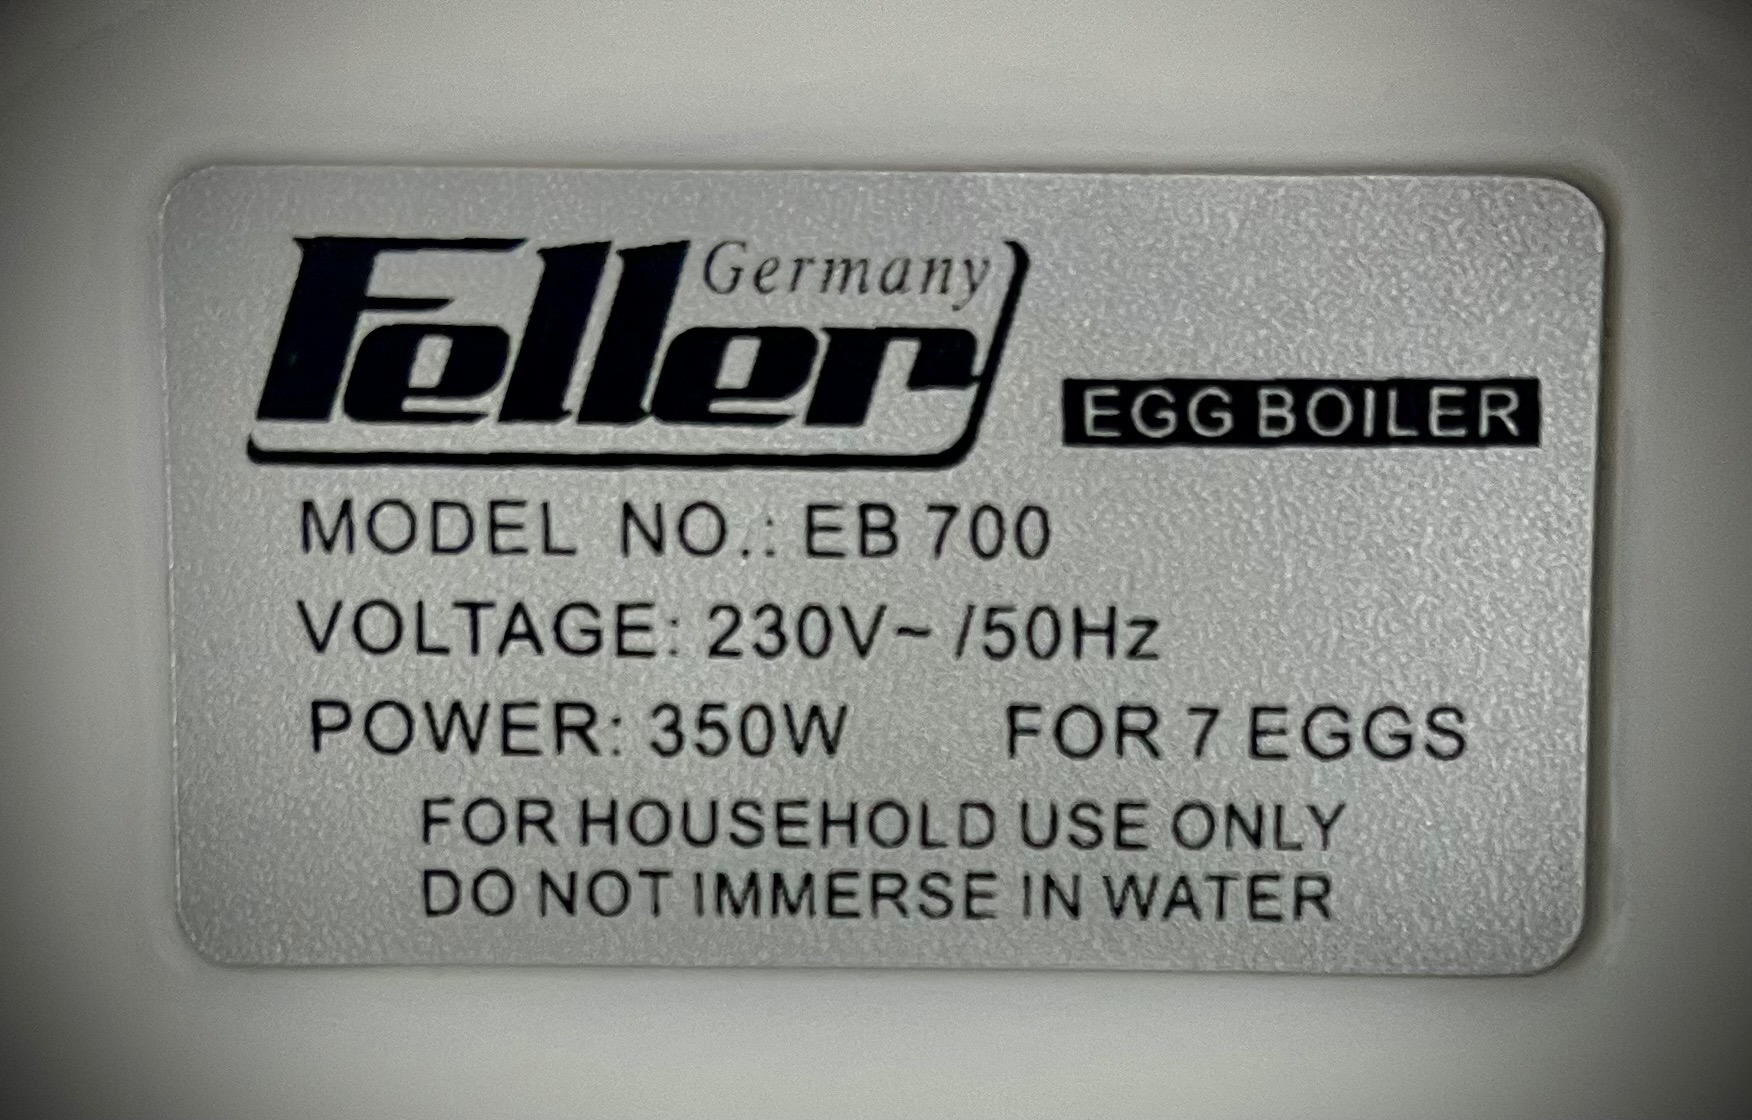 Feller Germany
EGG BOILER
MODEL NO.: EB 700
VOLTAGE: 230V~ /50Hz
POWER: 350W FOR 7 EGGS
FOR HOUSEHOLD USE ONLY
DO NOT IMMERSE IN WATER